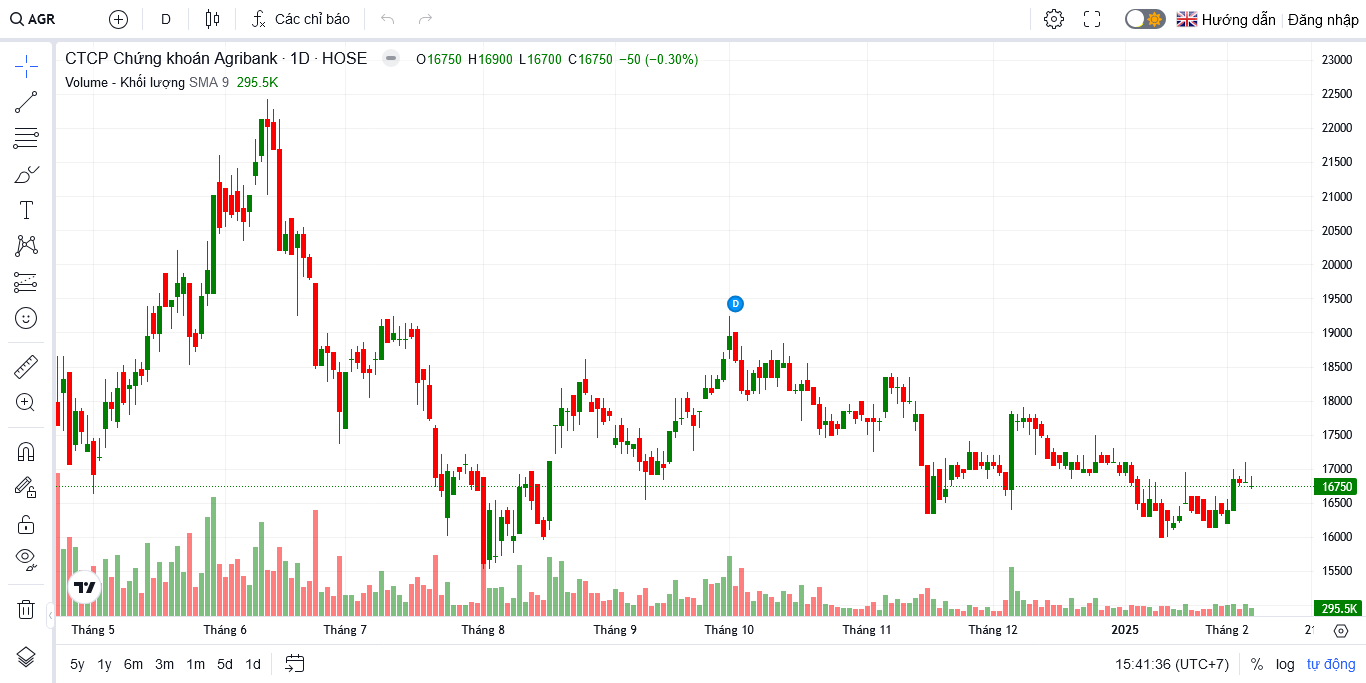 AGR D Các chỉ báo Hướng dẫn Đăng nhập
CTCP Chứng khoán Agribank · 1D · HOSE O16750 H16900 L16700 C16750 −50 (−0.30%)
Volume - Khối lượng SMA 9 295.5K
23000
22500
22000
21500
21000
20500
20000
19500
19000
18500
18000
17500
17000
16750
16500
16000
15500
295.5K
D
Tháng 5 Tháng 6 Tháng 7 Tháng 8 Tháng 9 Tháng 10 Tháng 11 Tháng 12 2025 Tháng 2
5y 1y 6m 3m 1m 5d 1d 15:41:36 (UTC+7) % log tự động